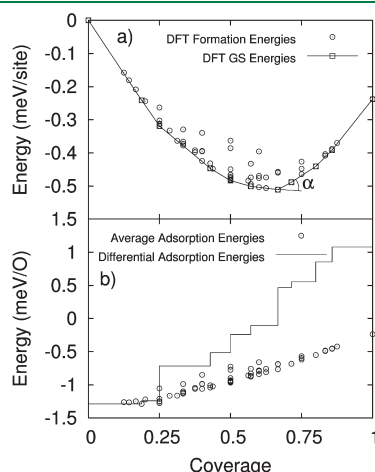 a)
DFT Formation Energies
DFT GS Energies
Energy (meV/site)
0
-0.1
-0.2
-0.3
-0.4
-0.5
α
1.5
b)
Average Adsorption Energies
Differential Adsorption Energies
Energy (meV/O)
1
0.5
0
-0.5
-1
-1.5
0 0.25 0.5 0.75 1
Coverage